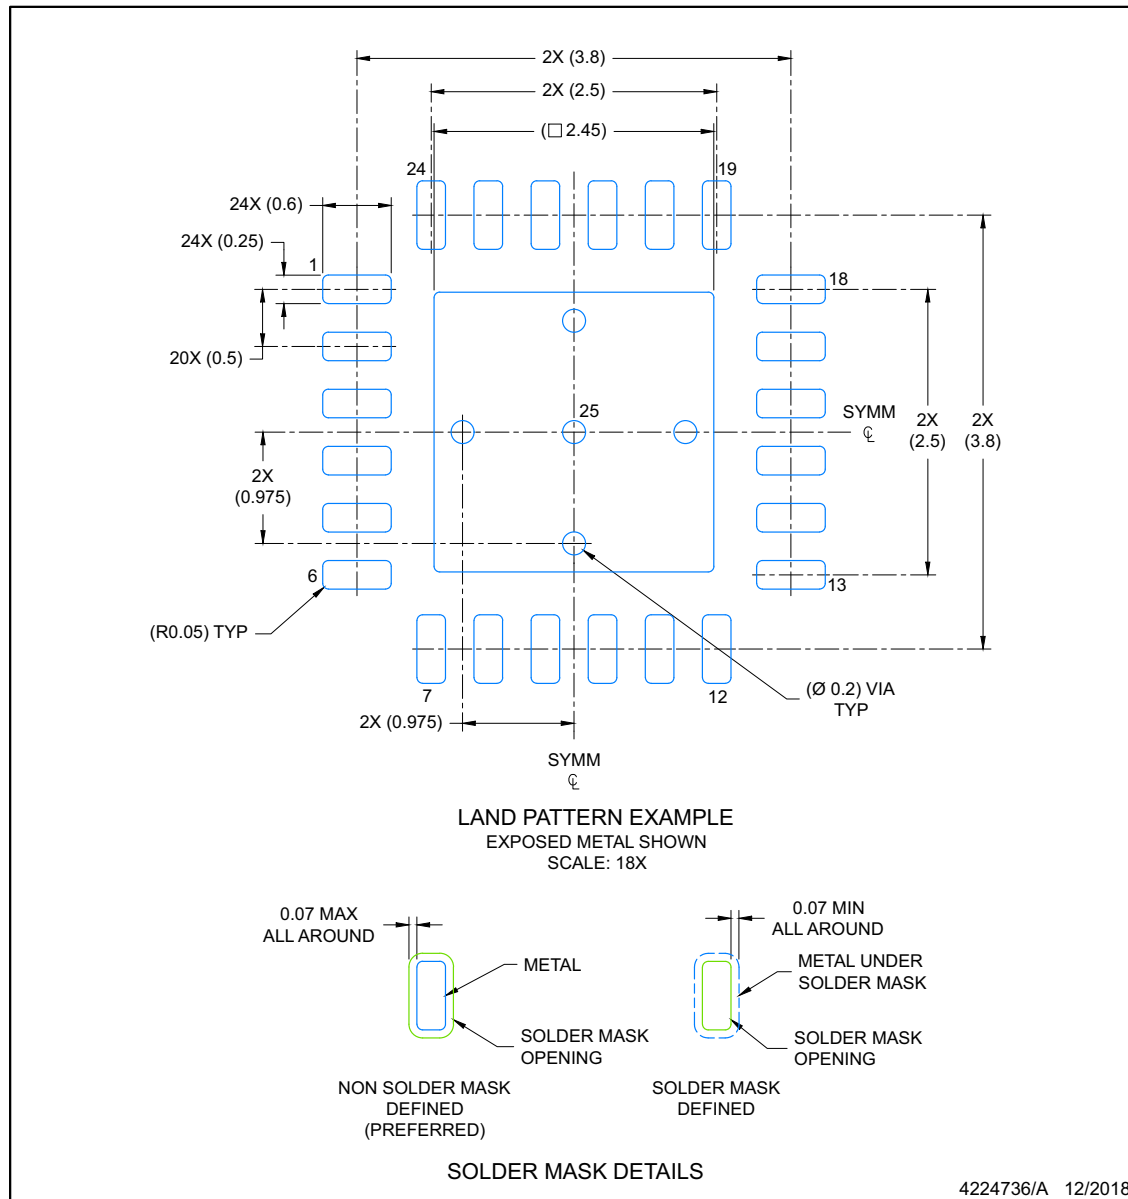 2X (3.8)
2X (2.5)
(□ 2.45)
24
19
24X (0.6)
24X (0.25)
1
18
20X (0.5)
25
SYMM
℄
2X
(2.5)
2X
(3.8)
2X
(0.975)
6
13
(R0.05) TYP
7
12
(Ø 0.2) VIA
TYP
2X (0.975)
SYMM
℄
LAND PATTERN EXAMPLE
EXPOSED METAL SHOWN
SCALE: 18X
0.07 MAX
ALL AROUND
METAL
SOLDER MASK
OPENING
NON SOLDER MASK
DEFINED
(PREFERRED)
0.07 MIN
ALL AROUND
METAL UNDER
SOLDER MASK
SOLDER MASK
OPENING
SOLDER MASK
DEFINED
SOLDER MASK DETAILS
4224736/A 12/2018